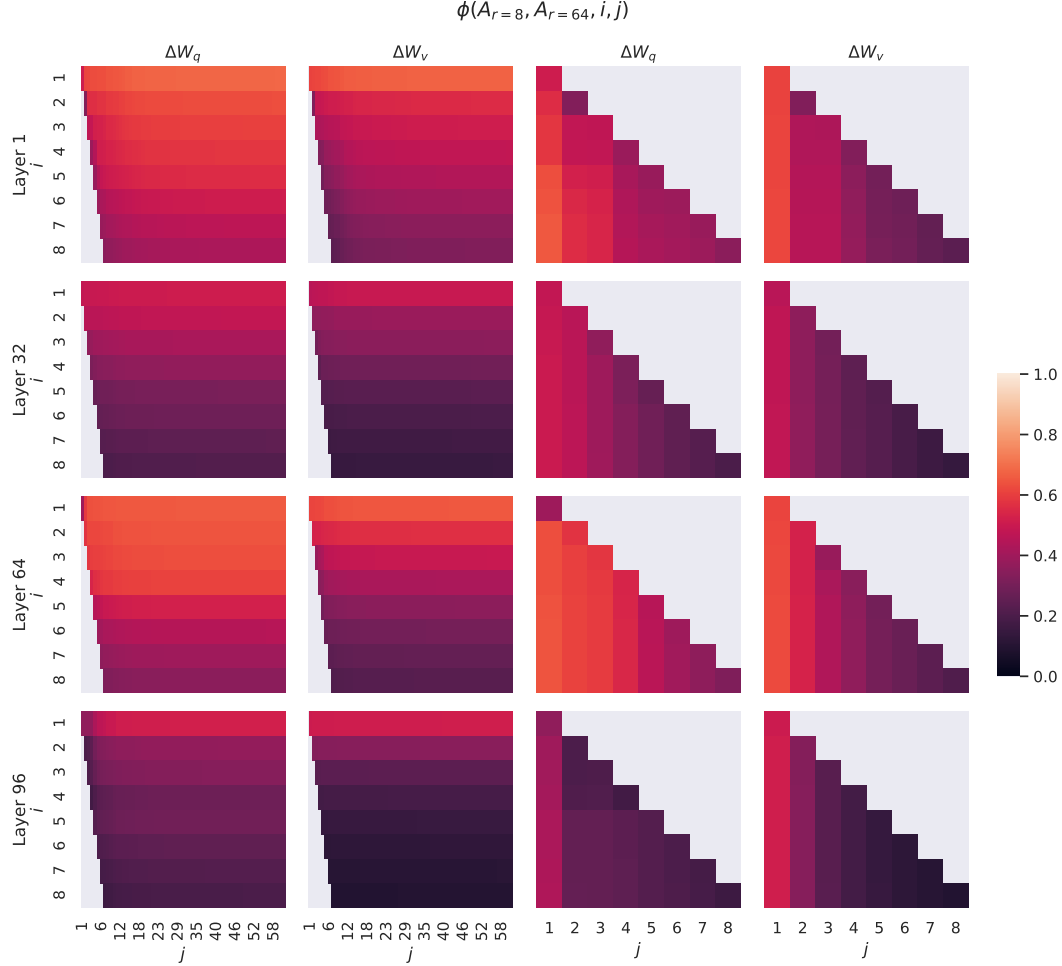 ϕ(A_{r=8}, A_{r=64}, i, j)
ΔW_q ΔW_v ΔW_q ΔW_v
Layer 1
i
1
2
3
4
5
6
7
8
Layer 32
i
1
2
3
4
5
6
7
8
Layer 64
i
1
2
3
4
5
6
7
8
Layer 96
i
1
2
3
4
5
6
7
8
1 6 12 18 23 29 35 40 46 52 58
j
1 6 12 18 23 29 35 40 46 52 58
j
1 2 3 4 5 6 7 8
j
1 2 3 4 5 6 7 8
j
1.0
0.8
0.6
0.4
0.2
0.0